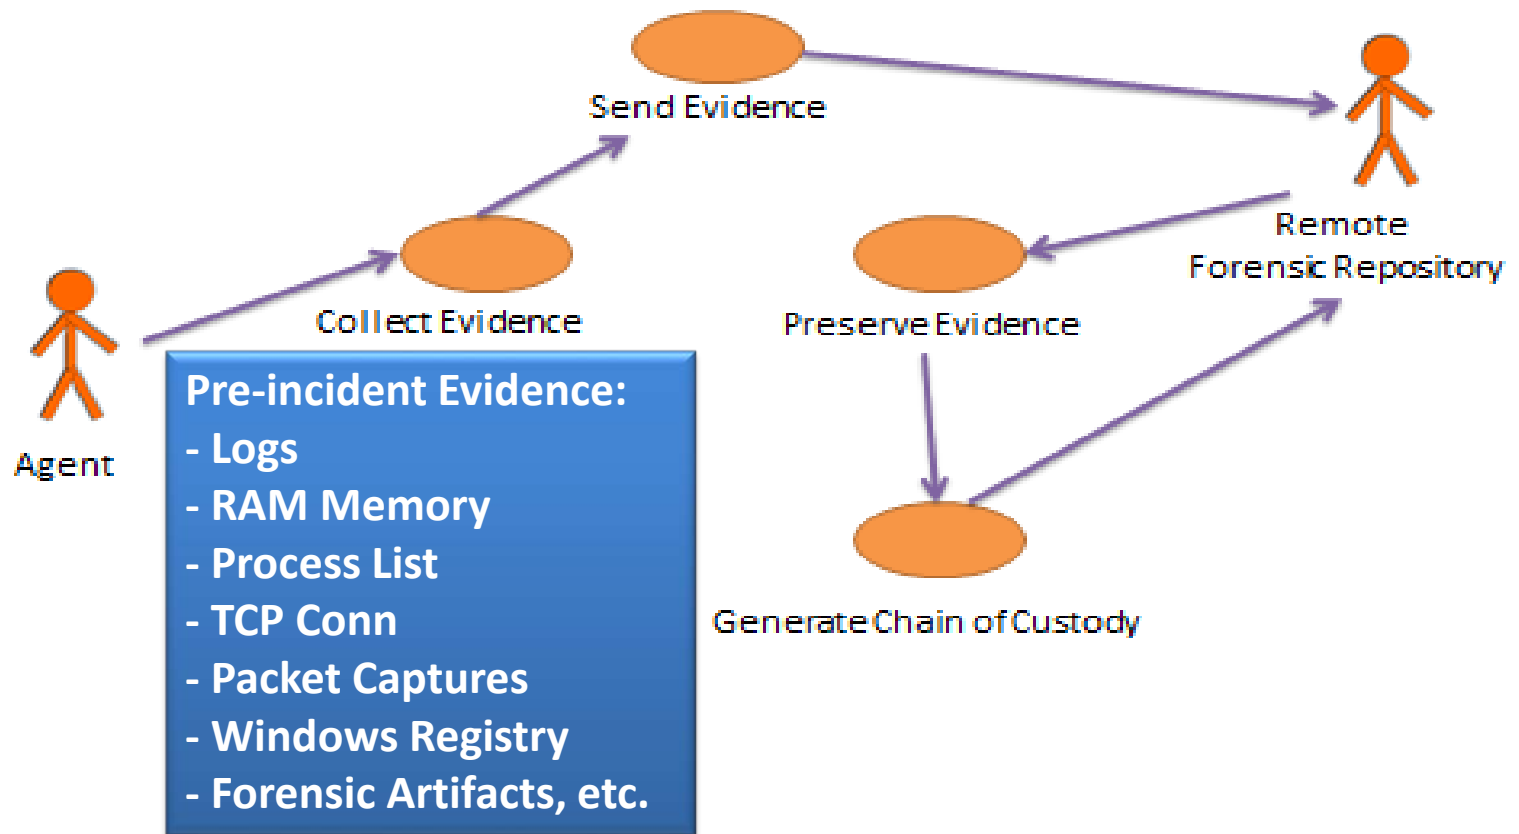 Send Evidence
Remote
Forensic Repository
Collect Evidence
Preserve Evidence
Agent
Pre-incident Evidence:
- Logs
- RAM Memory
- Process List
- TCP Conn
- Packet Captures
- Windows Registry
- Forensic Artifacts, etc.
Generate Chain of Custody